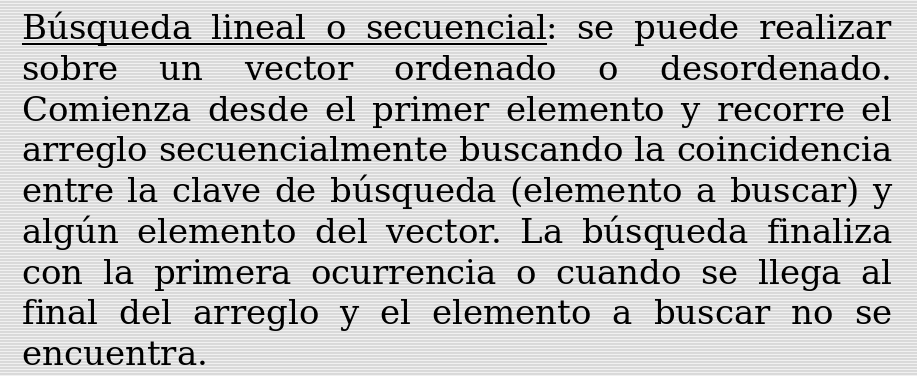 Búsqueda lineal o secuencial: se puede realizar
sobre un vector ordenado o desordenado.
Comienza desde el primer elemento y recorre el
arreglo secuencialmente buscando la coincidencia
entre la clave de búsqueda (elemento a buscar) y
algún elemento del vector. La búsqueda finaliza
con la primera ocurrencia o cuando se llega al
final del arreglo y el elemento a buscar no se
encuentra.